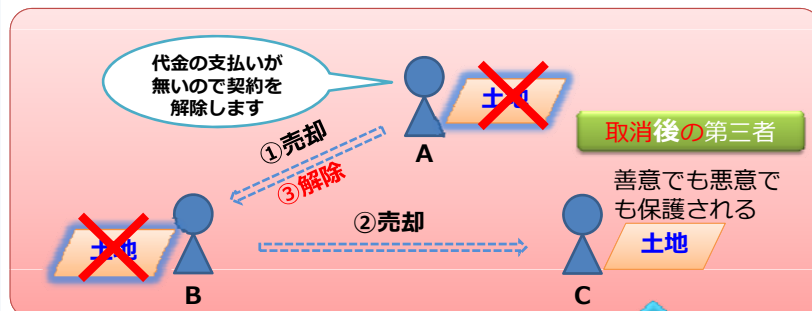 代金の支払いが
無いので契約を
解除します
土地
A
取消後の第三者
①売却
③解除
善意でも悪意で
も保護される
②売却
土地
土地
B
C